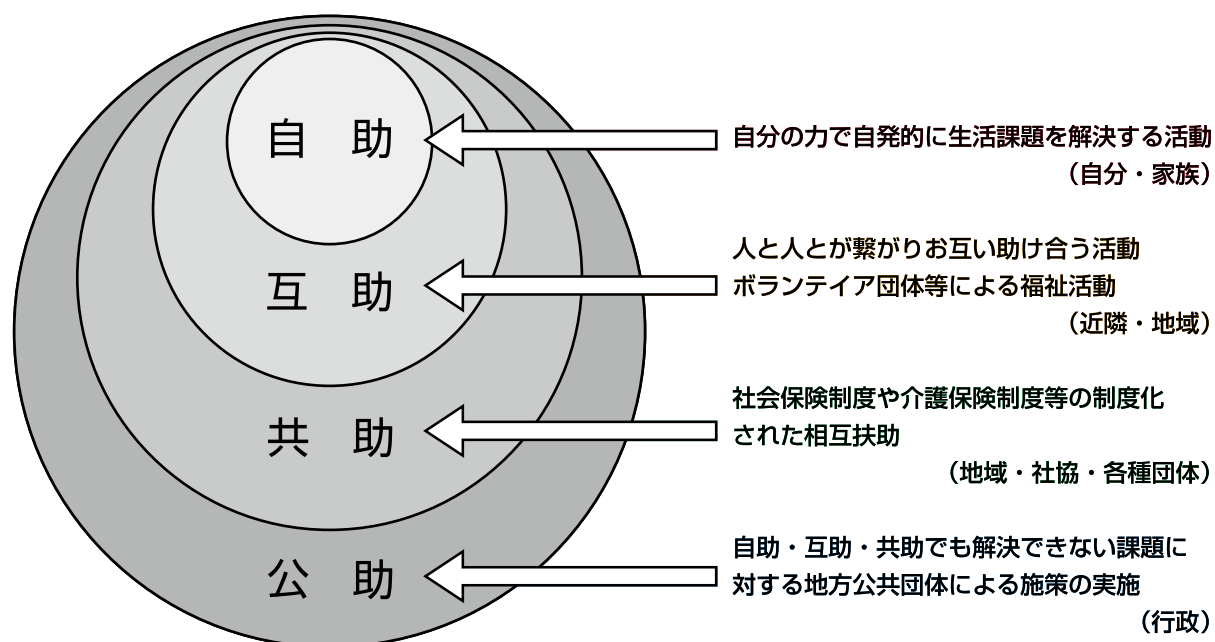 自　助
自分の力で自発的に生活課題を解決する活動
（自分・家族）
互　助
人と人とが繋がりお互い助け合う活動
ボランテイア団体等による福祉活動
（近隣・地域）
共　助
社会保険制度や介護保険制度等の制度化
された相互扶助
（地域・社協・各種団体）
公　助
自助・互助・共助でも解決できない課題に
対する地方公共団体による施策の実施
（行政）